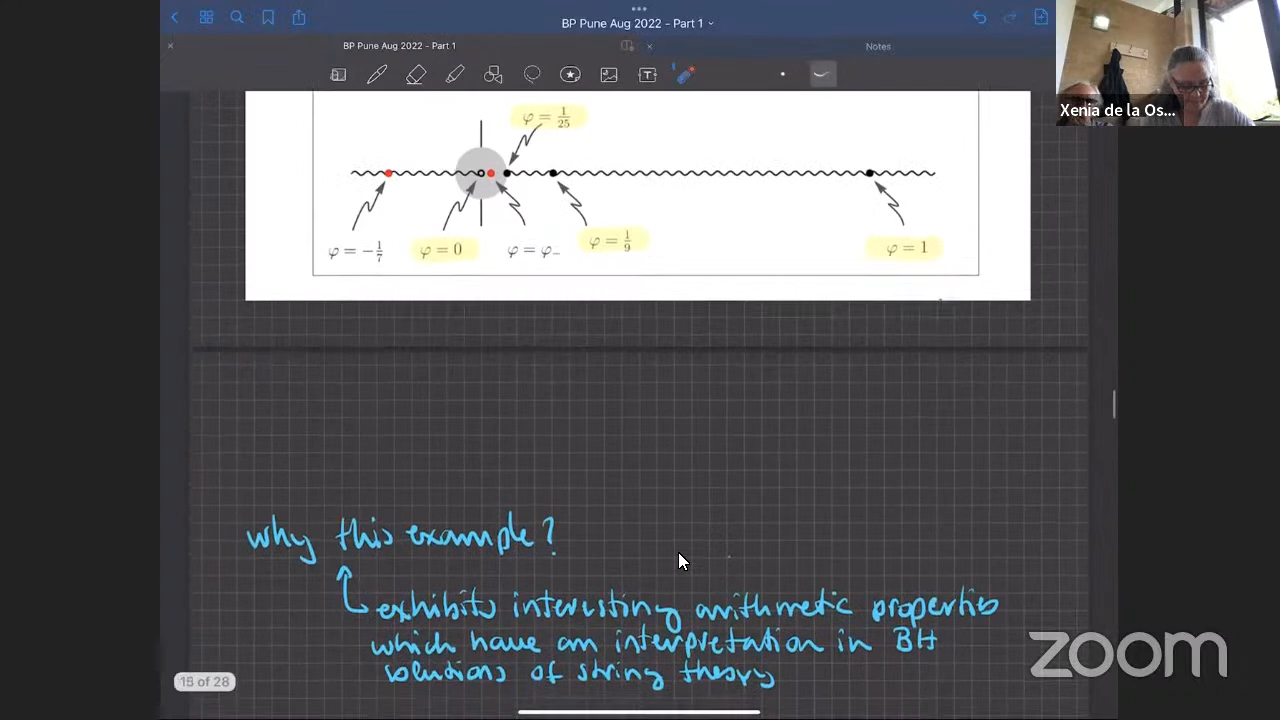 BP Pune Aug 2022 - Part 1
BP Pune Aug 2022 - Part 1
Notes
φ = 1/25
φ = -1/7
φ = 0
φ = φ₋
φ = 1/9
φ = 1
why this example?
exhibits interesting arithmetic properties
which have an interpretation in BH
solutions of string theory
15 of 28
Xenia de la Os...
zoom